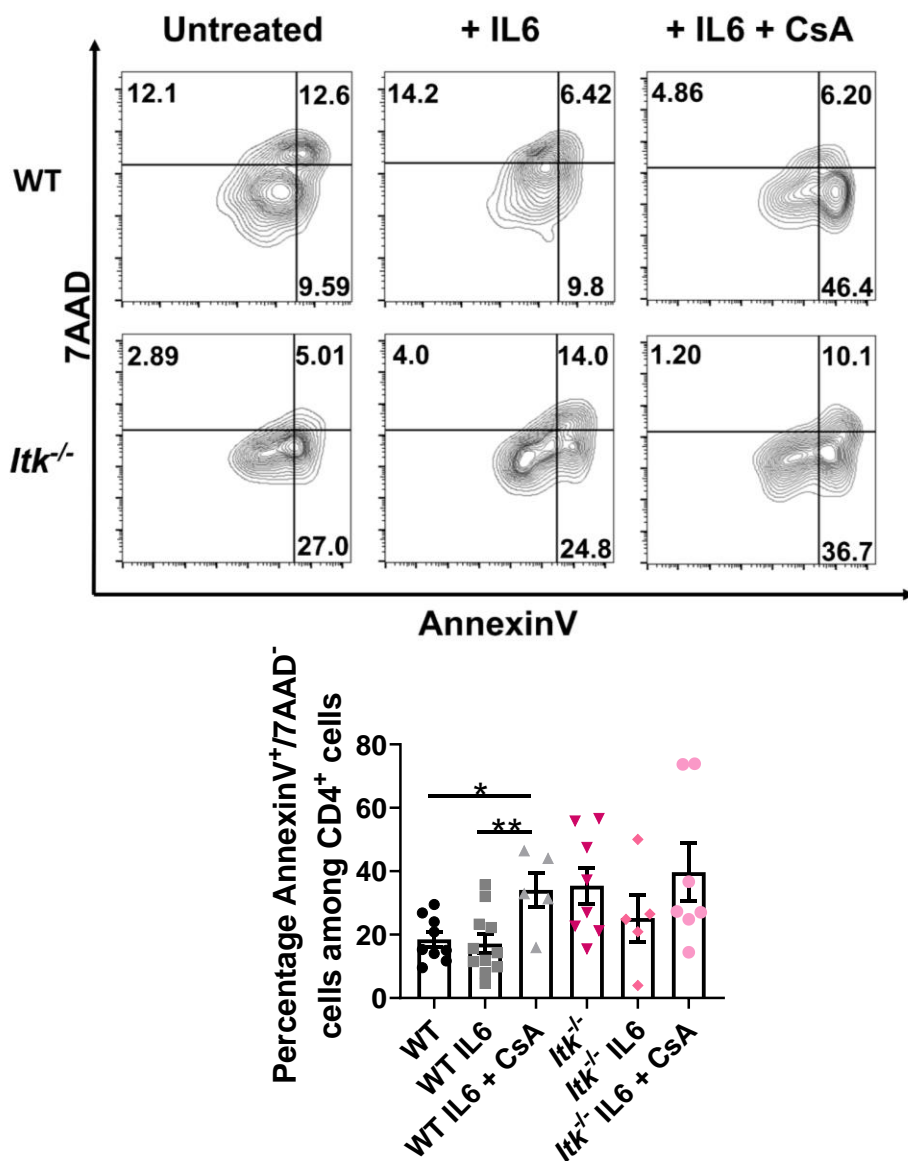 Untreated + IL6 + IL6 + CsA
12.1 12.6 14.2 6.42 4.86 6.20
WT
9.59 9.8 46.4
7AAD
2.89 5.01 4.0 14.0 1.20 10.1
Itk-/-
27.0 24.8 36.7
AnnexinV
Percentage AnnexinV+/7AAD-
cells among CD4+ cells
80
60
40
20
0
*
**
WT
WT IL6
WT IL6 + CsA
Itk-/-
Itk-/- IL6
Itk-/- IL6 + CsA